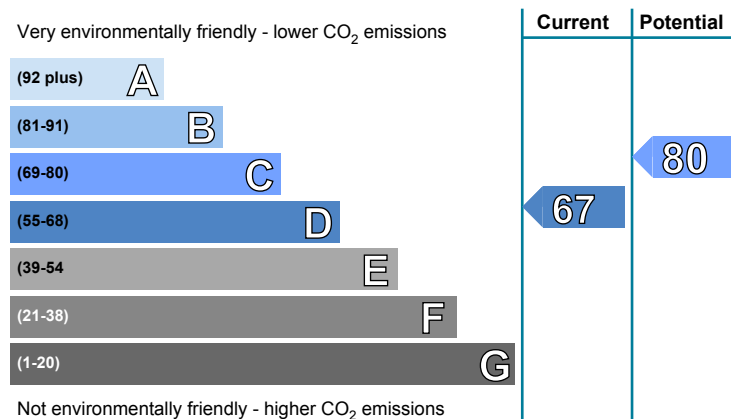 Very environmentally friendly - lower CO2 emissions
Current
Potential
(92 plus) A
(81-91) B
(69-80) C
(55-68) D
(39-54 E
(21-38) F
(1-20) G
67
80
Not environmentally friendly - higher CO2 emissions